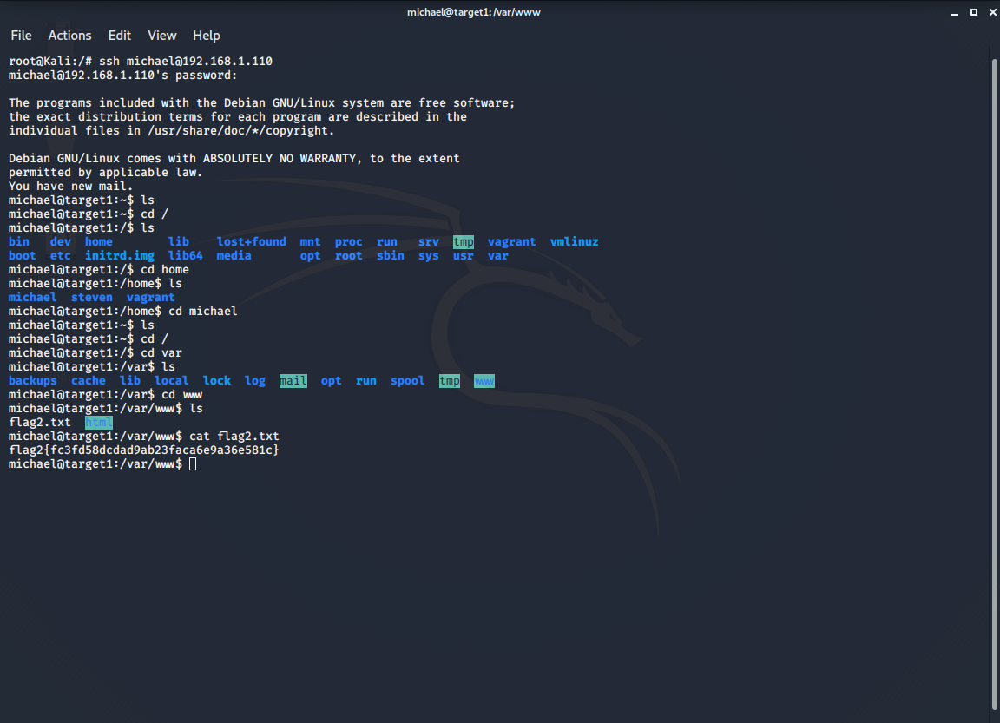 michael@target1:/var/www
File Actions Edit View Help
root@Kali:/# ssh michael@192.168.1.110
michael@192.168.1.110's password:
The programs included with the Debian GNU/Linux system are free software;
the exact distribution terms for each program are described in the
individual files in /usr/share/doc/*/copyright.
Debian GNU/Linux comes with ABSOLUTELY NO WARRANTY, to the extent
permitted by applicable law.
You have new mail.
michael@target1:~$ ls
michael@target1:~$ cd /
michael@target1:/$ ls
bin dev home lib lost+found mnt proc run srv tmp vagrant vmlinuz
boot etc initrd.img lib64 media opt root sbin sys usr var
michael@target1:/$ cd home
michael@target1:/home$ ls
michael steven vagrant
michael@target1:/home$ cd michael
michael@target1:~$ ls
michael@target1:~$ cd /
michael@target1:/$ cd var
michael@target1:/var$ ls
backups cache lib local lock log mail opt run spool tmp www
michael@target1:/var$ cd www
michael@target1:/var/www$ ls
flag2.txt html
michael@target1:/var/www$ cat flag2.txt
flag2{fc3fd58dcdad9ab23faca6e9a36e581c}
michael@target1:/var/www$